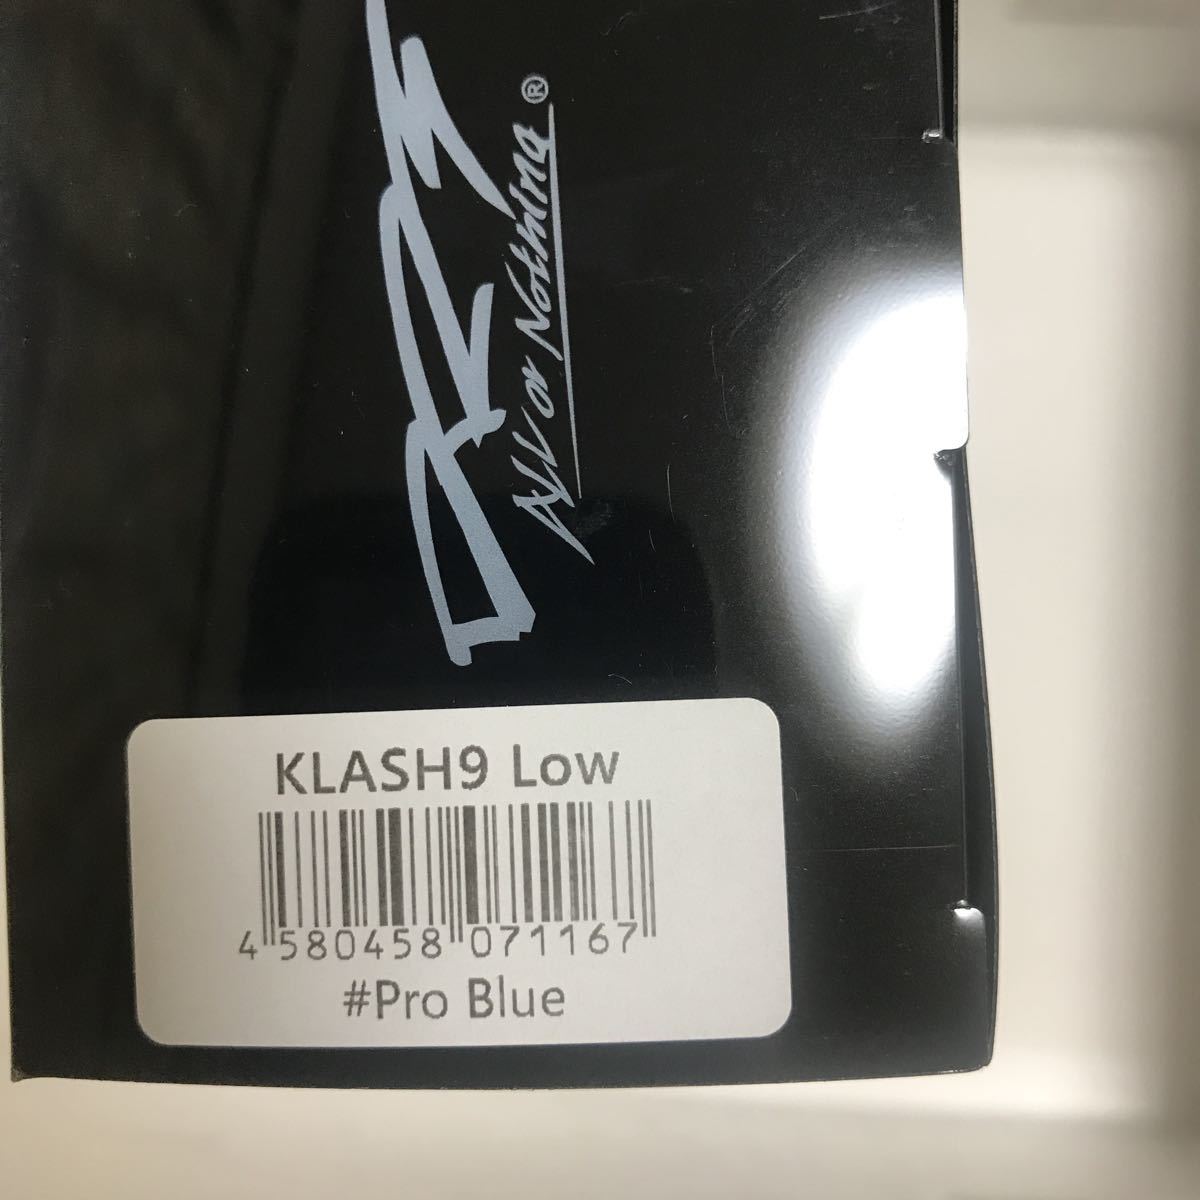 All or Nothing®
KLASH9 Low
4 580458 071167
#Pro Blue